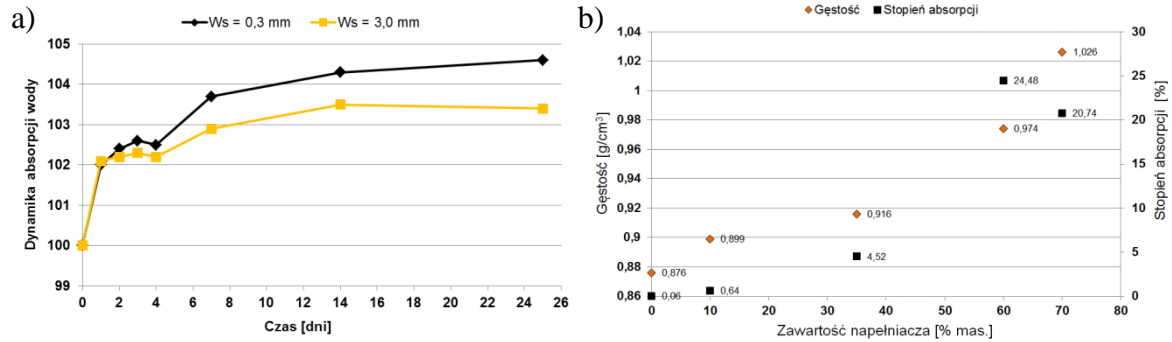 a)
Ws = 0,3 mm
Ws = 3,0 mm
Dynamika absorpcji wody
105
104
103
102
101
100
99
0 2 4 6 8 10 12 14 16 18 20 22 24 26
Czas [dni]
b)
Gęstość
Stopień absorpcji
Gęstość [g/cm³]
1,04
1,02
1
0,98
0,96
0,94
0,92
0,9
0,88
0,86
1,026
24,48
20,74
0,974
0,916
0,899
0,876
4,52
0,64
0,06
30
25
20
15
10
5
0
Stopień absorpcji [%]
0 10 20 30 40 50 60 70 80
Zawartość napełniacza [% mas.]